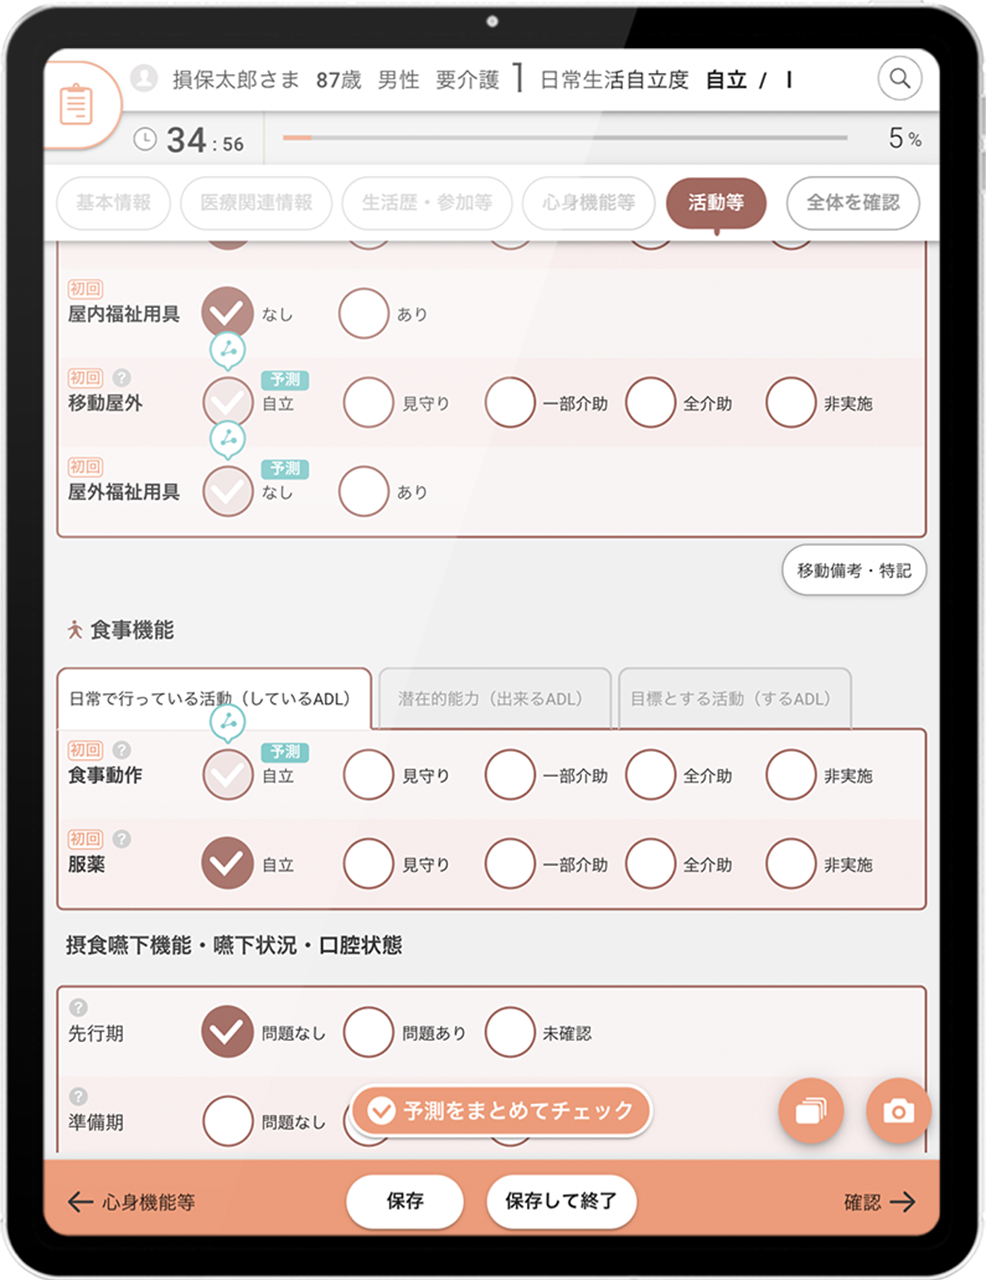 損保太郎さま 87歳 男性 要介護 1 日常生活自立度 自立 / I
34 : 56 5 %
基本情報 医療関連情報 生活歴・参加等 心身機能等 活動等 全体を確認
初回
屋内福祉用具 なし あり
初回 ? 予測
移動屋外 自立 見守り 一部介助 全介助 非実施
初回 予測
屋外福祉用具 なし あり
移動備考・特記
食事機能
日常で行っている活動（しているADL） 潜在的能力（出来るADL） 目標とする活動（するADL）
初回 ? 予測
食事動作 自立 見守り 一部介助 全介助 非実施
初回 ?
服薬 自立 見守り 一部介助 全介助 非実施
摂食嚥下機能・嚥下状況・口腔状態
?
先行期 問題なし 問題あり 未確認
?
準備期 問題なし
予測をまとめてチェック
← 心身機能等 保存 保存して終了 確認 →